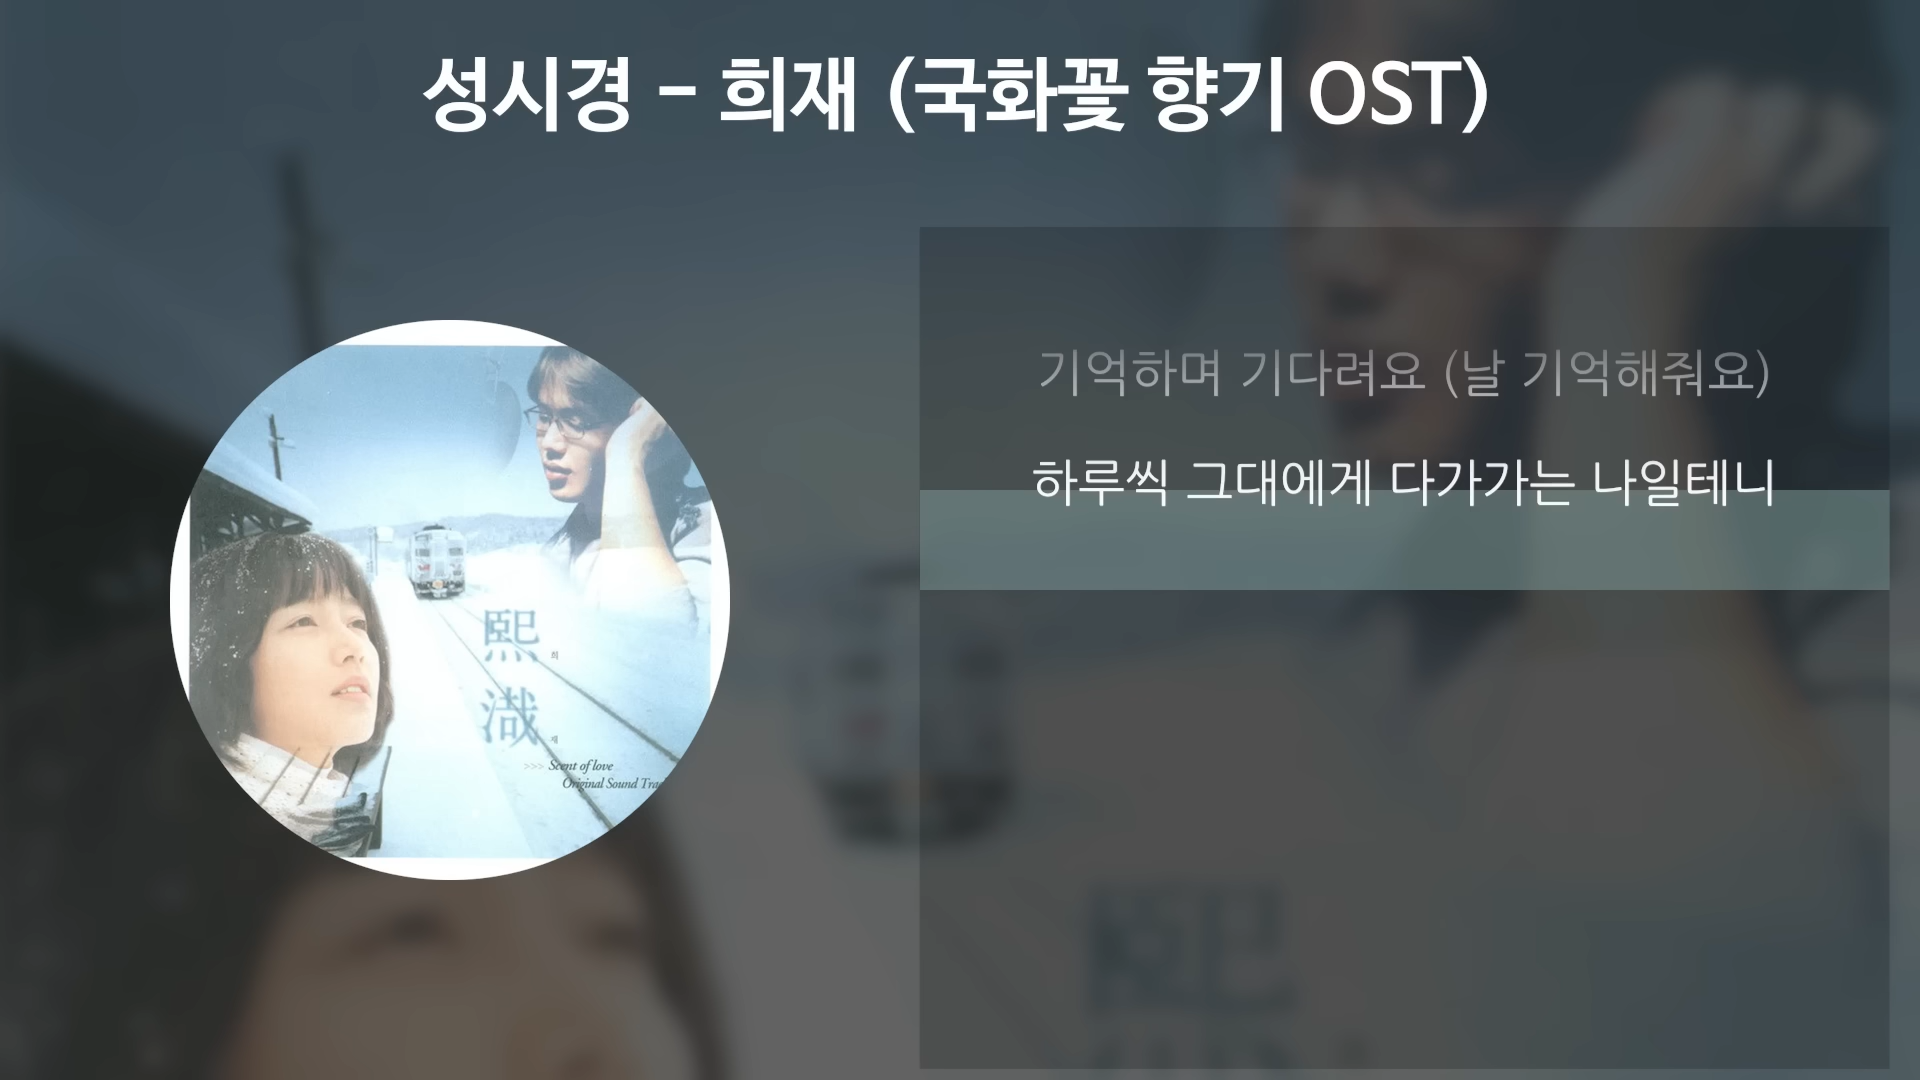 성시경 - 희재 (국화꽃 향기 OST)
기억하며 기다려요 (날 기억해줘요)
하루씩 그대에게 다가가는 나일테니
熙
희
渽
재
>>> Scent of love
Original Sound Trac